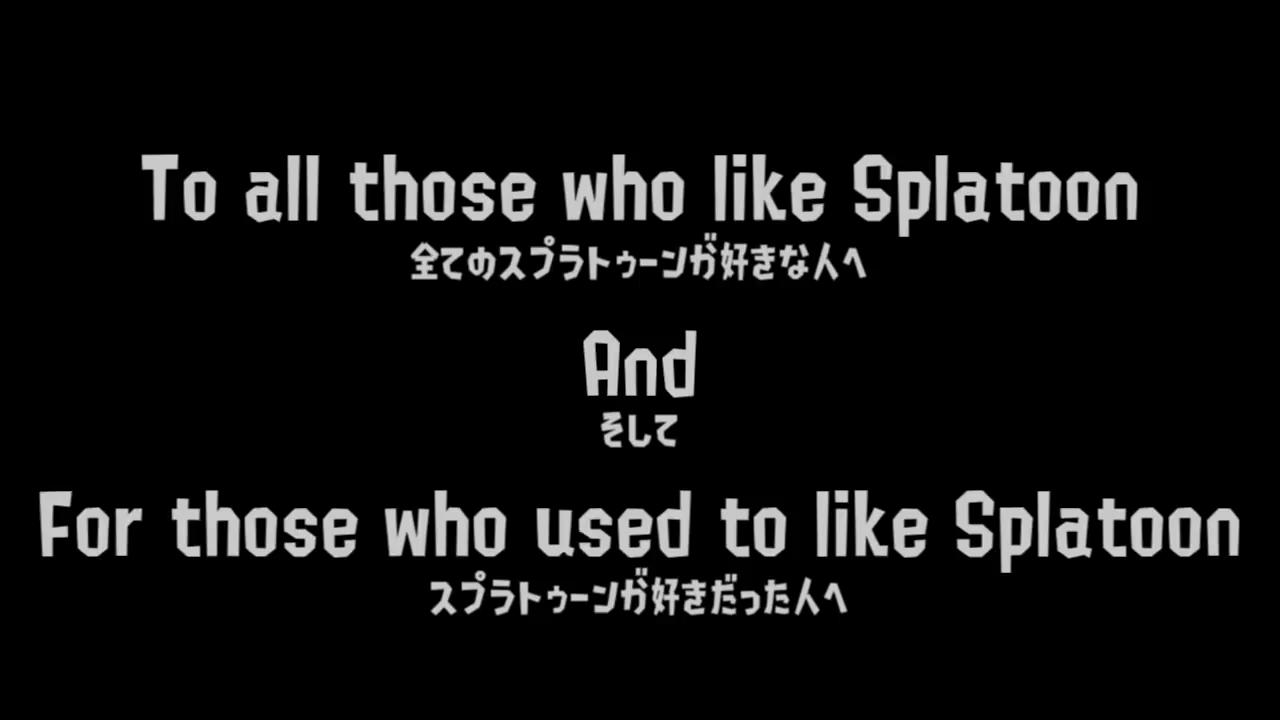 To all those who like Splatoon
全てのスプラトゥーンが好きな人へ
And
そして
For those who used to like Splatoon
スプラトゥーンが好きだった人へ